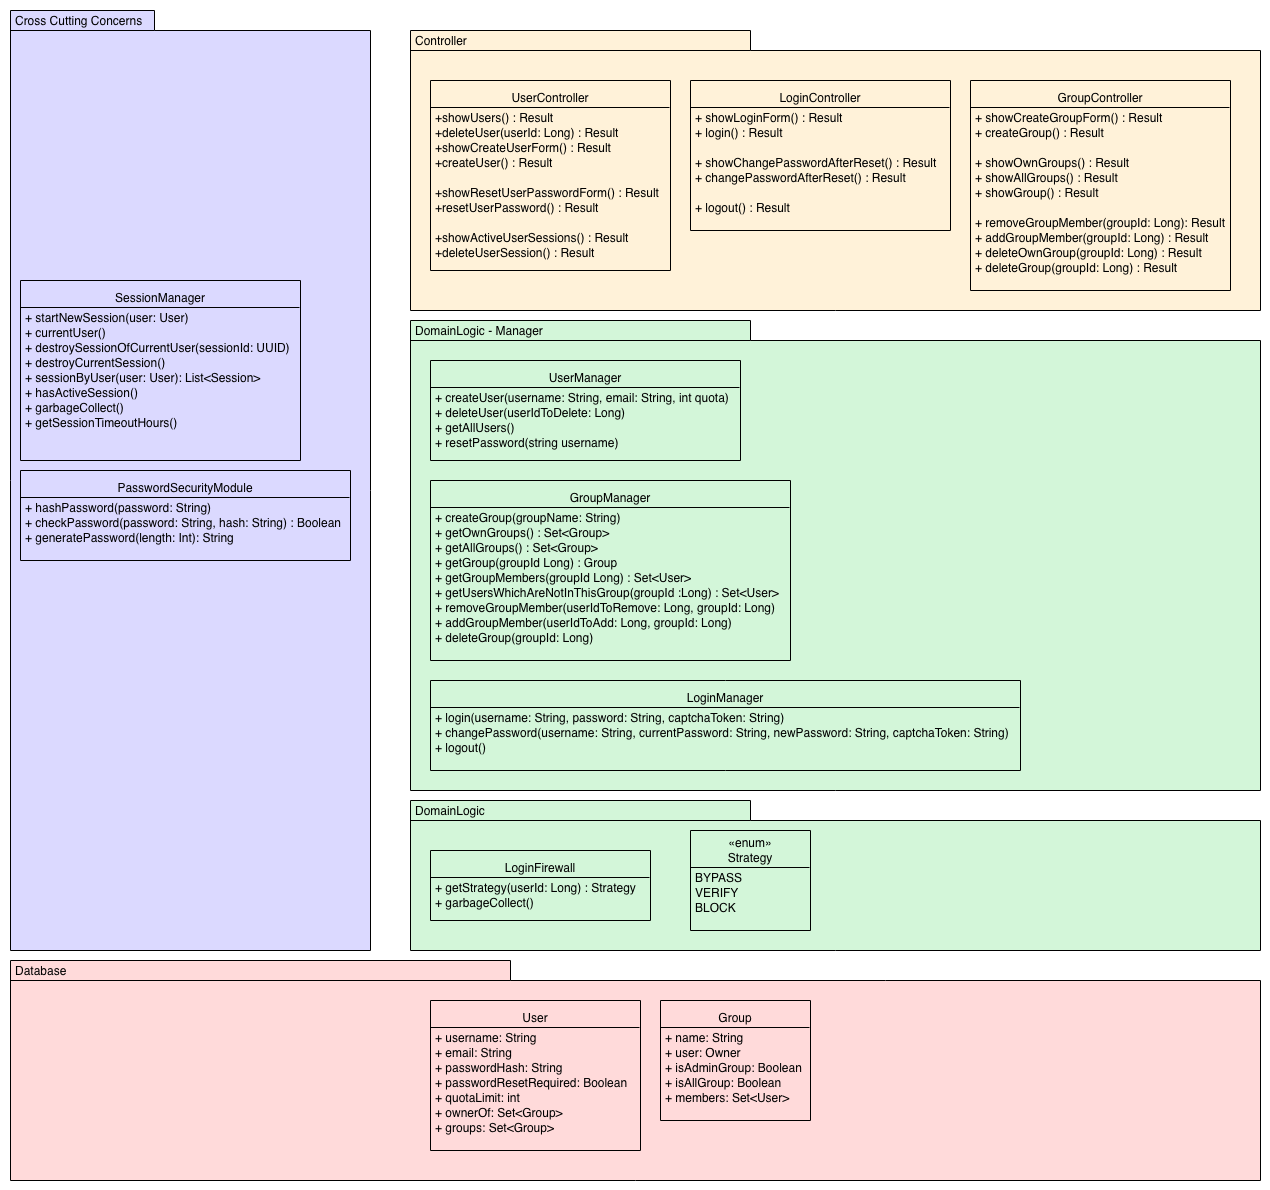 Cross Cutting Concerns
SessionManager
+ startNewSession(user: User)
+ currentUser()
+ destroySessionOfCurrentUser(sessionId: UUID)
+ destroyCurrentSession()
+ sessionByUser(user: User): List<Session>
+ hasActiveSession()
+ garbageCollect()
+ getSessionTimeoutHours()
PasswordSecurityModule
+ hashPassword(password: String)
+ checkPassword(password: String, hash: String) : Boolean
+ generatePassword(length: Int): String
Controller
UserController
+showUsers() : Result
+deleteUser(userId: Long) : Result
+showCreateUserForm() : Result
+createUser() : Result
+showResetUserPasswordForm() : Result
+resetUserPassword() : Result
+showActiveUserSessions() : Result
+deleteUserSession() : Result
LoginController
+ showLoginForm() : Result
+ login() : Result
+ showChangePasswordAfterReset() : Result
+ changePasswordAfterReset() : Result
+ logout() : Result
GroupController
+ showCreateGroupForm() : Result
+ createGroup() : Result
+ showOwnGroups() : Result
+ showAllGroups() : Result
+ showGroup() : Result
+ removeGroupMember(groupId: Long): Result
+ addGroupMember(groupId: Long) : Result
+ deleteOwnGroup(groupId: Long) : Result
+ deleteGroup(groupId: Long) : Result
DomainLogic - Manager
UserManager
+ createUser(username: String, email: String, int quota)
+ deleteUser(userIdToDelete: Long)
+ getAllUsers()
+ resetPassword(string username)
GroupManager
+ createGroup(groupName: String)
+ getOwnGroups() : Set<Group>
+ getAllGroups() : Set<Group>
+ getGroup(groupId Long) : Group
+ getGroupMembers(groupId Long) : Set<User>
+ getUsersWhichAreNotInThisGroup(groupId :Long) : Set<User>
+ removeGroupMember(userIdToRemove: Long, groupId: Long)
+ addGroupMember(userIdToAdd: Long, groupId: Long)
+ deleteGroup(groupId: Long)
LoginManager
+ login(username: String, password: String, captchaToken: String)
+ changePassword(username: String, currentPassword: String, newPassword: String, captchaToken: String)
+ logout()
DomainLogic
LoginFirewall
+ getStrategy(userId: Long) : Strategy
+ garbageCollect()
«enum»
Strategy
BYPASS
VERIFY
BLOCK
Database
User
+ username: String
+ email: String
+ passwordHash: String
+ passwordResetRequired: Boolean
+ quotaLimit: int
+ ownerOf: Set<Group>
+ groups: Set<Group>
Group
+ name: String
+ user: Owner
+ isAdminGroup: Boolean
+ isAllGroup: Boolean
+ members: Set<User>